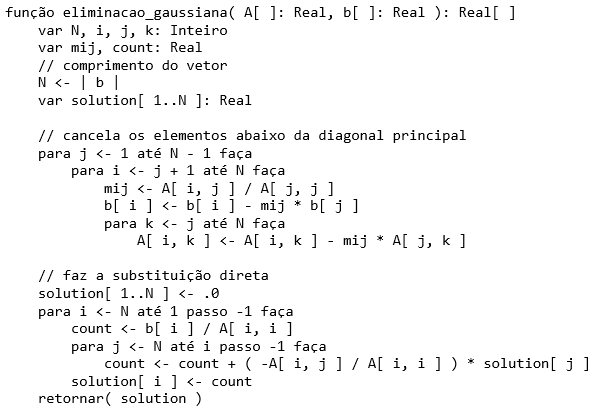 função eliminacao_gaussiana( A[ ]: Real, b[ ]: Real ): Real[ ]
var N, i, j, k: Inteiro
var mij, count: Real
// comprimento do vetor
N <- | b |
var solution[ 1..N ]: Real
// cancela os elementos abaixo da diagonal principal
para j <- 1 até N - 1 faça
para i <- j + 1 até N faça
mij <- A[ i, j ] / A[ j, j ]
b[ i ] <- b[ i ] - mij * b[ j ]
para k <- j até N faça
A[ i, k ] <- A[ i, k ] - mij * A[ j, k ]
// faz a substituição direta
solution[ 1..N ] <- .0
para i <- N até 1 passo -1 faça
count <- b[ i ] / A[ i, i ]
para j <- N até i passo -1 faça
count <- count + ( -A[ i, j ] / A[ i, i ] ) * solution[ j ]
solution[ i ] <- count
retornar( solution )